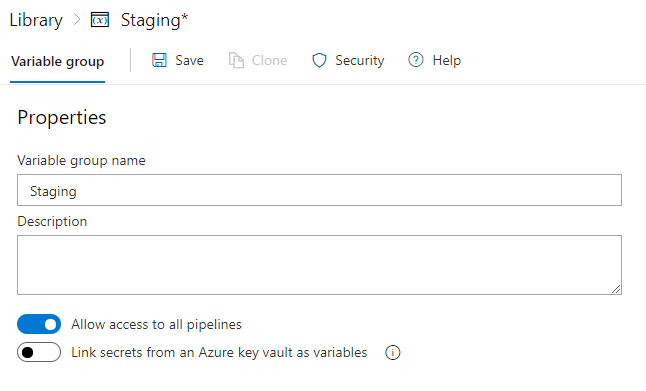 Library > Staging*
Variable group Save Clone Security Help
Properties
Variable group name
Staging
Description
Allow access to all pipelines
Link secrets from an Azure key vault as variables